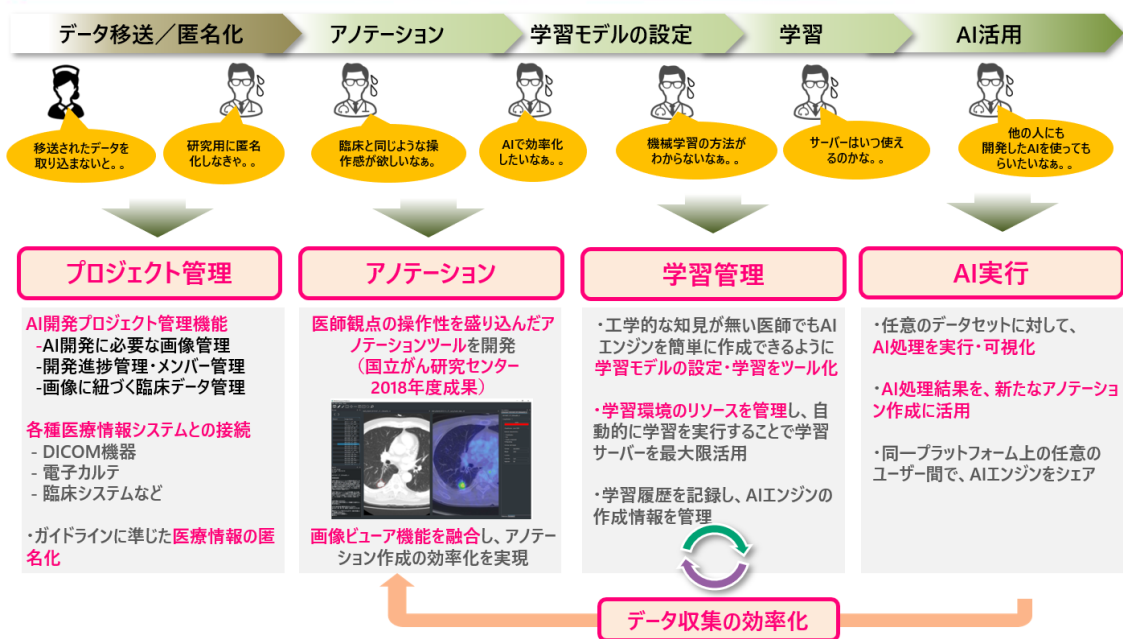 データ移送／匿名化
アノテーション
学習モデルの設定
学習
AI活用
移送されたデータを
取り込まないと。。
研究用に匿名
化しなきゃ。。
臨床と同じような操
作感が欲しいなぁ。
AIで効率化
したいなぁ。。
機械学習の方法が
わからないなぁ。。
サーバーはいつ使え
るのかな。。
他の人にも
開発したAIを使っても
らいたいなぁ。。
プロジェクト管理
AI開発プロジェクト管理機能
-AI開発に必要な画像管理
-開発進捗管理・メンバー管理
-画像に紐づく臨床データ管理
各種医療情報システムとの接続
- DICOM機器
- 電子カルテ
- 臨床システムなど
・ガイドラインに準じた医療情報の匿
名化
アノテーション
医師観点の操作性を盛り込んだア
ノテーションツールを開発
（国立がん研究センター
2018年度成果）
画像ビューア機能を融合し、アノテー
ション作成の効率化を実現
学習管理
・工学的な知見が無い医師でもAI
エンジンを簡単に作成できるように
学習モデルの設定・学習をツール化
・学習環境のリソースを管理し、自
動的に学習を実行することで学習
サーバーを最大限活用
・学習履歴を記録し、AIエンジンの
作成情報を管理
AI実行
・任意のデータセットに対して、
AI処理を実行・可視化
・AI処理結果を、新たなアノテーショ
ン作成に活用
・同一プラットフォーム上の任意の
ユーザー間で、AIエンジンをシェア
データ収集の効率化